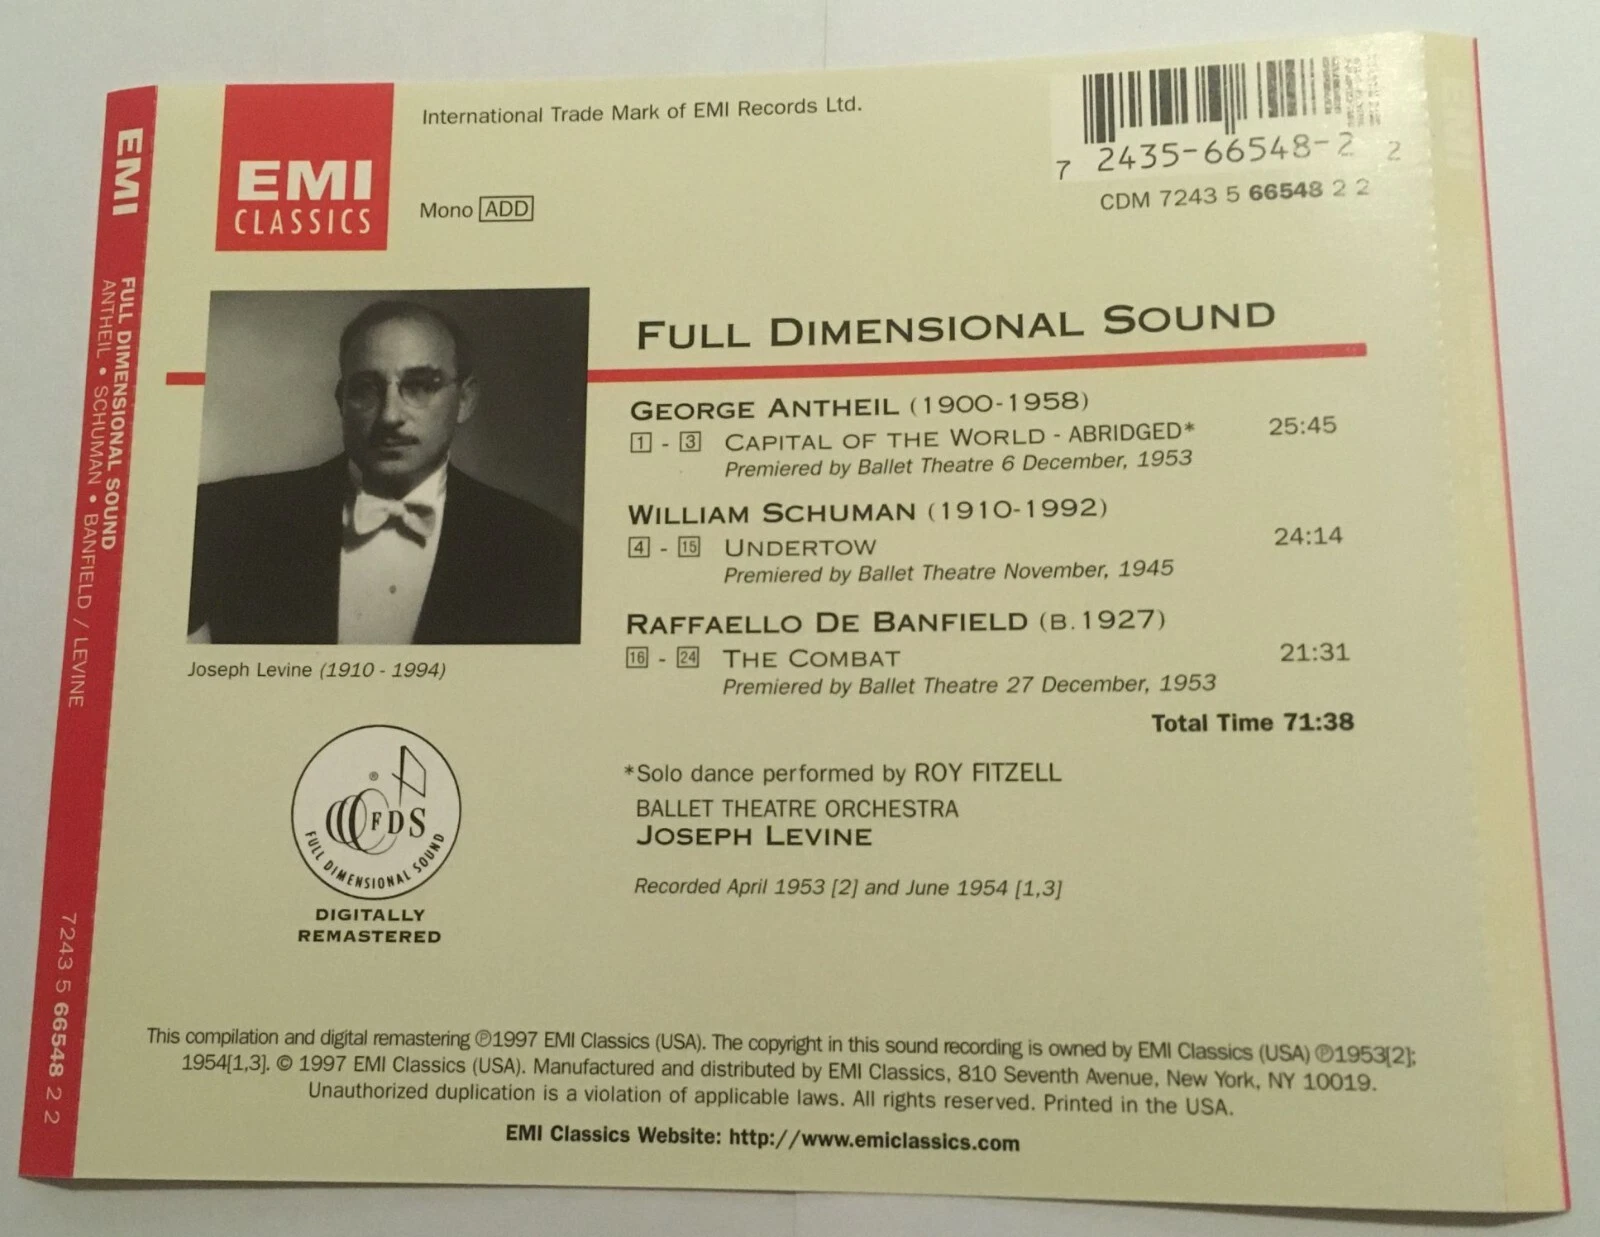 EMI
FULL DIMENSIONAL SOUND
ANTHEIL • SCHUMAN • BANFIELD / LEVINE
7243 5 66548 2 2
EMI
CLASSICS
International Trade Mark of EMI Records Ltd.
Mono ADD
7 2435-66548-2 2
CDM 7243 5 66548 2 2
Joseph Levine (1910 - 1994)
® FDS
FULL DIMENSIONAL SOUND
DIGITALLY
REMASTERED
FULL DIMENSIONAL SOUND
GEORGE ANTHEIL (1900-1958)
1 - 3 CAPITAL OF THE WORLD - ABRIDGED* 25:45
Premiered by Ballet Theatre 6 December, 1953
WILLIAM SCHUMAN (1910-1992)
4 - 15 UNDERTOW 24:14
Premiered by Ballet Theatre November, 1945
RAFFAELLO DE BANFIELD (B.1927)
16 - 24 THE COMBAT 21:31
Premiered by Ballet Theatre 27 December, 1953
Total Time 71:38
*Solo dance performed by ROY FITZELL
BALLET THEATRE ORCHESTRA
JOSEPH LEVINE
Recorded April 1953 [2] and June 1954 [1,3]
This compilation and digital remastering ℗1997 EMI Classics (USA). The copyright in this sound recording is owned by EMI Classics (USA) ℗1953[2];
1954[1,3]. © 1997 EMI Classics (USA). Manufactured and distributed by EMI Classics, 810 Seventh Avenue, New York, NY 10019.
Unauthorized duplication is a violation of applicable laws. All rights reserved. Printed in the USA.
EMI Classics Website: http://www.emiclassics.com
EMI